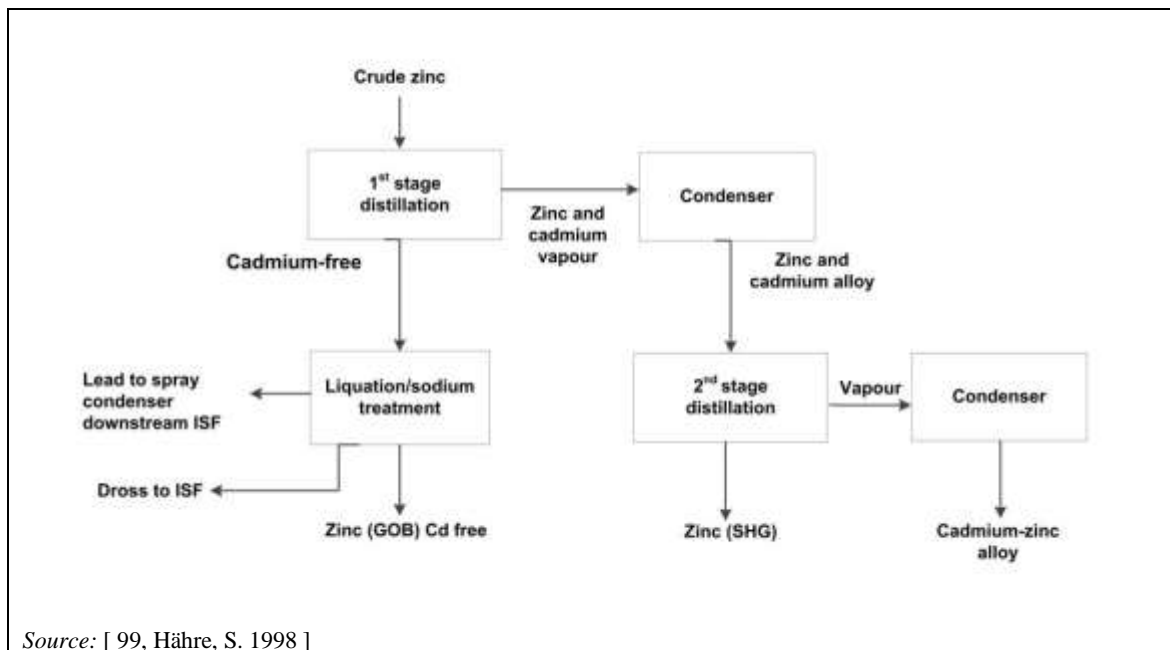 Crude zinc
1st stage
distillation
Condenser
Zinc and
cadmium
vapour
Cadmium-free
Zinc and
cadmium alloy
Lead to spray
condenser
downstream ISF
Liquation/sodium
treatment
2nd stage
distillation
Vapour
Condenser
Dross to ISF
Zinc (GOB) Cd free
Zinc (SHG)
Cadmium-zinc
alloy
Source: [ 99, Hähre, S. 1998 ]